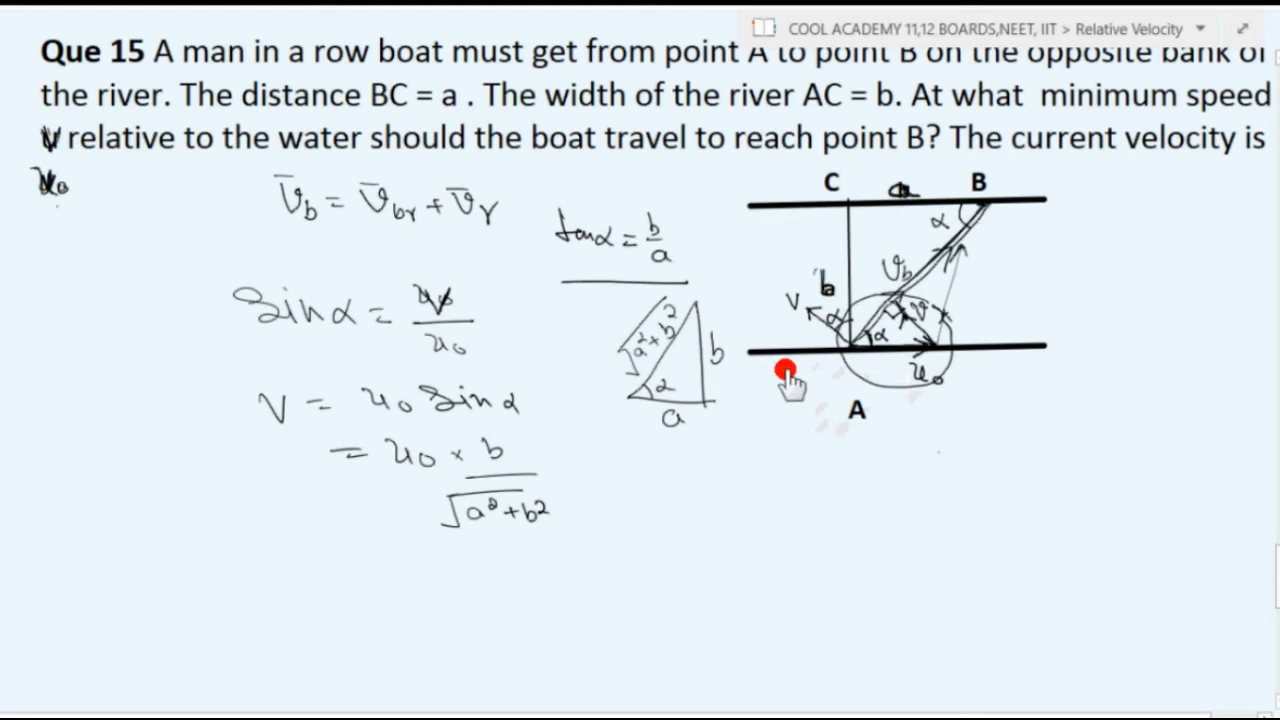 COOL ACADEMY 11,12 BOARDS,NEET, IIT > Relative Velocity
Que 15 A man in a row boat must get from point A to point B on the opposite bank of
the river. The distance BC = a . The width of the river AC = b. At what minimum speed
V relative to the water should the boat travel to reach point B? The current velocity is
u₀
C a B
v̄b = v̄br + v̄r
tanα = b/a
α
vb
b
V
α
v
α
u₀
A
Sinα = v/u₀
√a²+b²
b
α
a
V = u₀ Sinα
= u₀ × b/√a²+b²